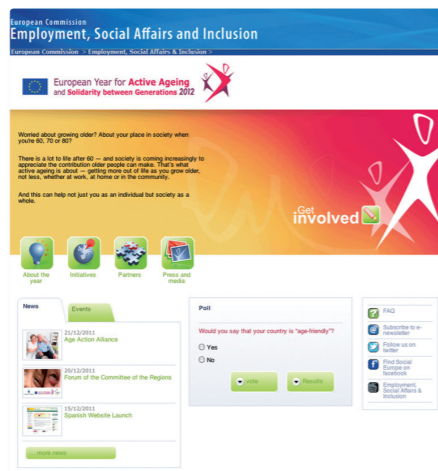 European Commission
Employment, Social Affairs and Inclusion
European Commission > Employment, Social Affairs & Inclusion >
European Year for Active Ageing
and Solidarity between Generations 2012
Worried about growing older? About your place in society when
you're 60, 70 or 80?
There is a lot to life after 60 — and society is coming increasingly to
appreciate the contribution older people can make. That's what
active ageing is about — getting more out of life as you grow older,
not less, whether at work, at home or in the community.
And this can help not just you as an individual but society as a
whole.
Get
involved
About the
year
Initiatives
Partners
Press and
media
News
Events
21/12/2011
Age Action Alliance
20/12/2011
Forum of the Committee of the Regions
15/12/2011
Spanish Website Launch
more news
Poll
Would you say that your country is "age-friendly"?
Yes
No
vote
Results
FAQ
Subscribe to e-
newsletter
Follow us on
twitter
Find Social
Europe on
facebook
Employment,
Social Affairs &
Inclusion